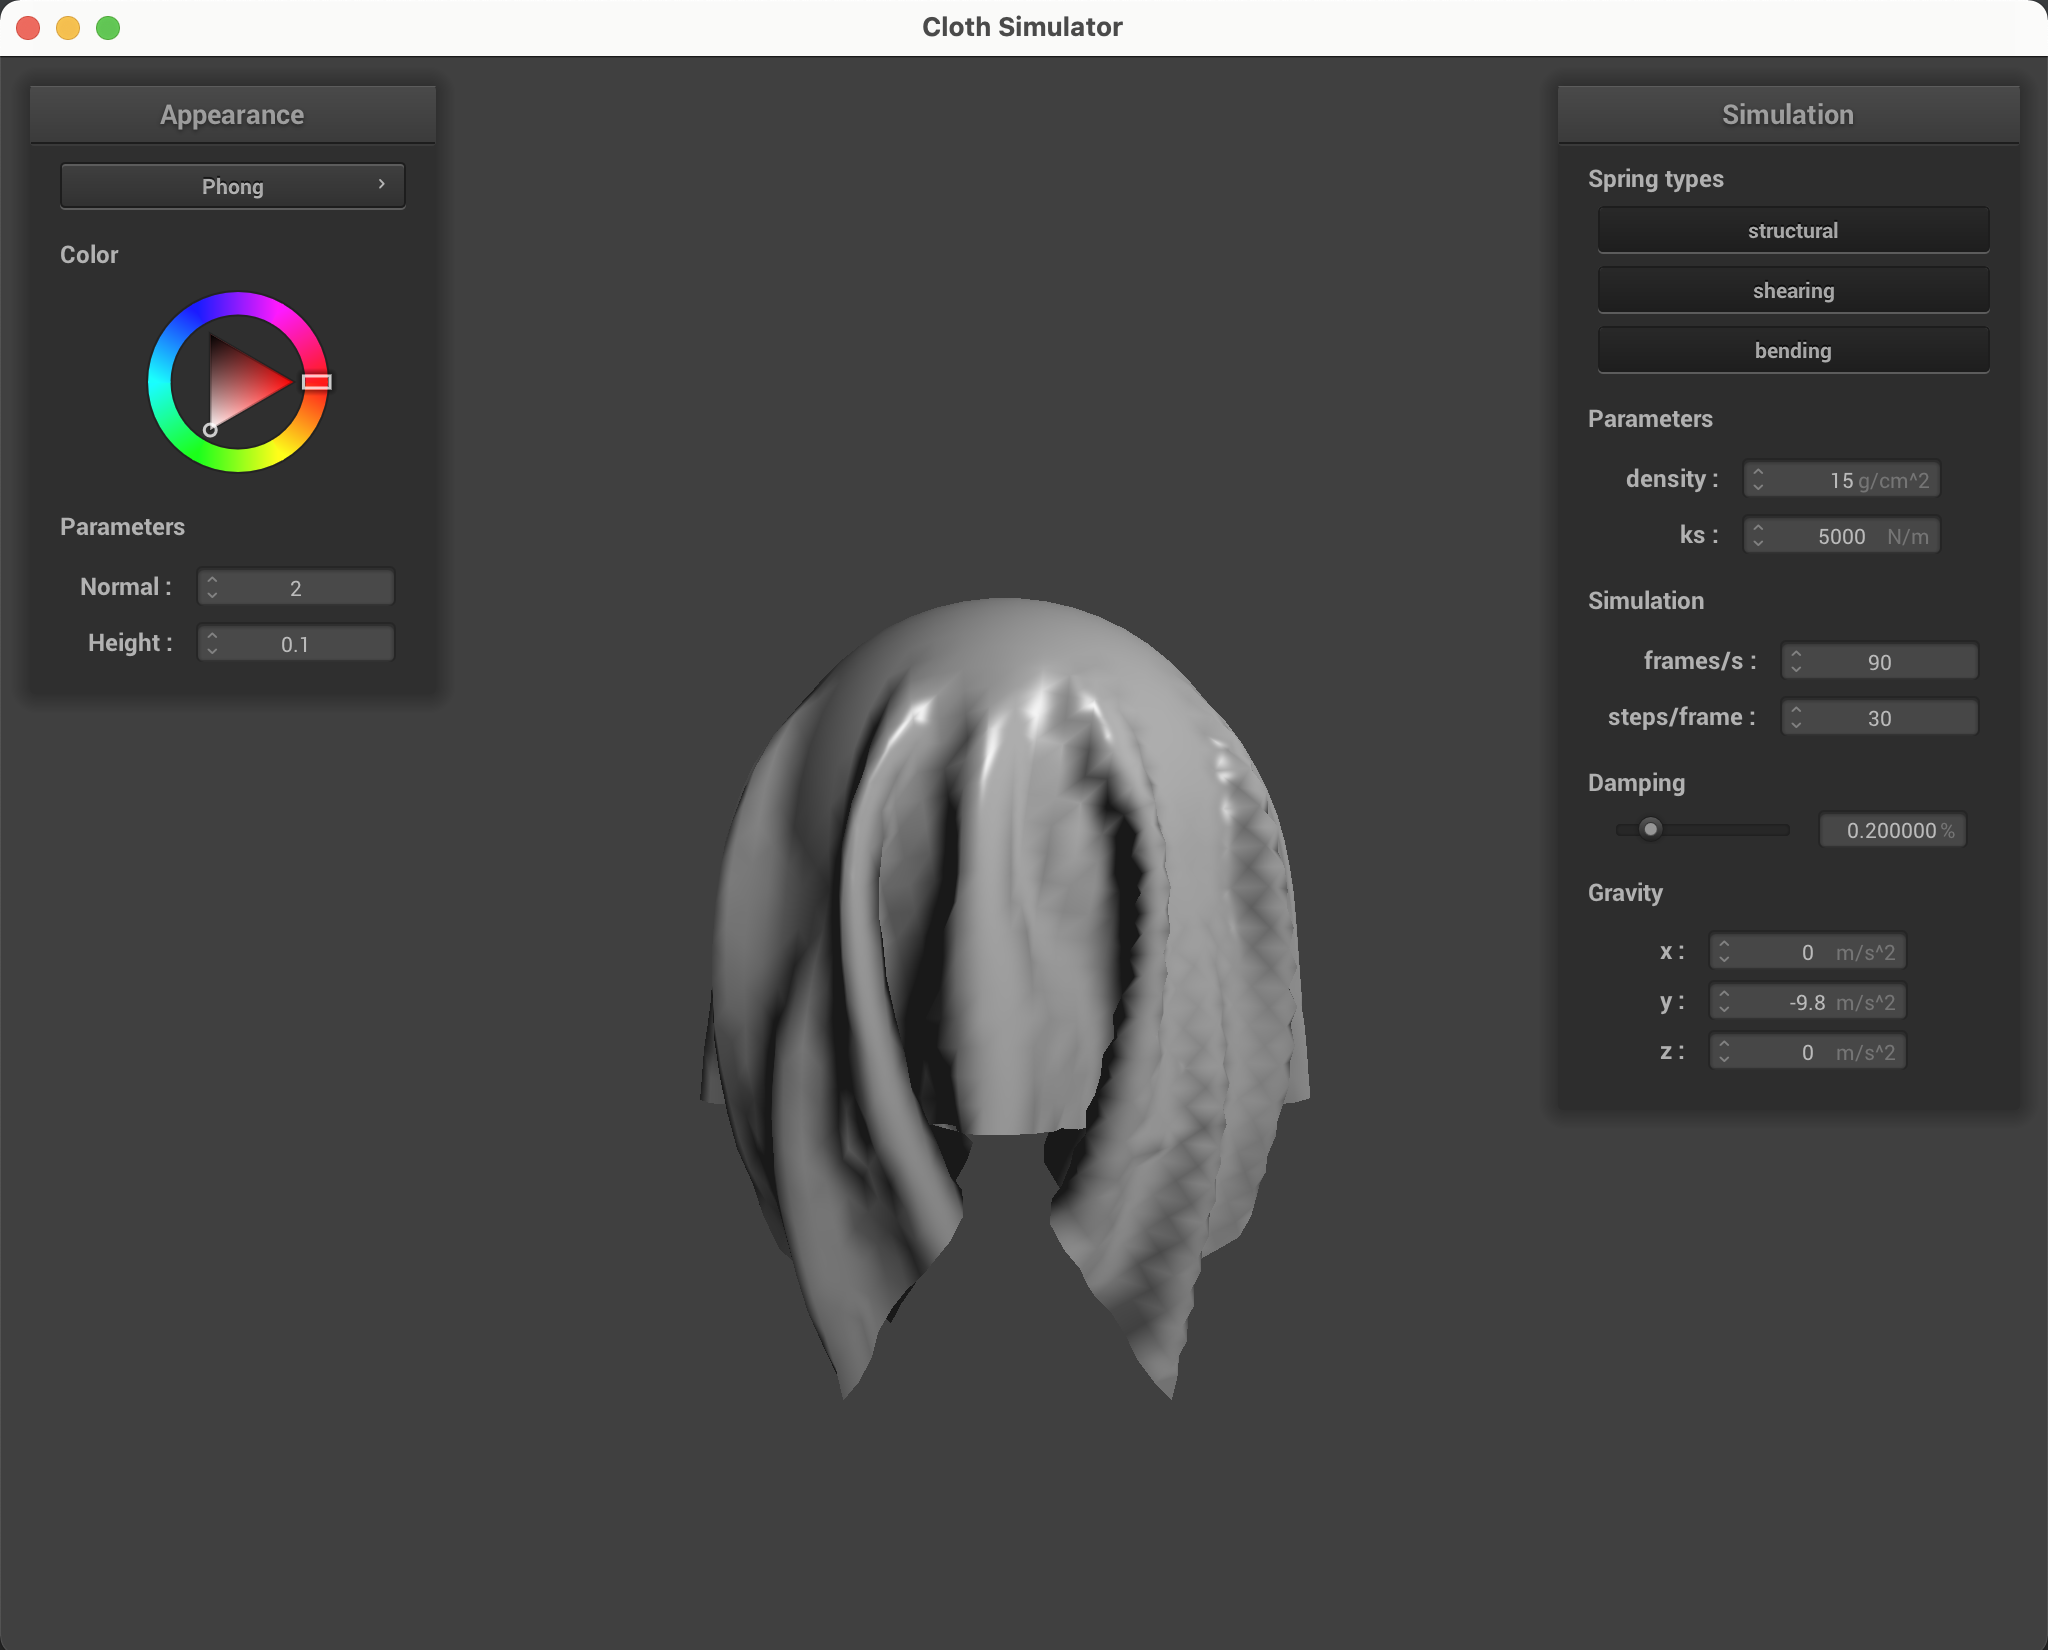 Cloth Simulator
Appearance
Phong
Color
Parameters
Normal : 2
Height : 0.1
Simulation
Spring types
structural
shearing
bending
Parameters
density : 15 g/cm^2
ks : 5000 N/m
Simulation
frames/s : 90
steps/frame : 30
Damping
0.200000 %
Gravity
x : 0 m/s^2
y : -9.8 m/s^2
z : 0 m/s^2